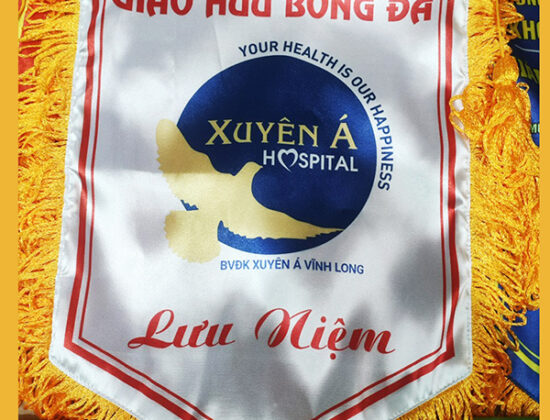 GIAO HỮU BÓNG ĐÁ
YOUR HEALTH IS OUR HAPPINESS
XUYÊN Á
HOSPITAL
BVĐK XUYÊN Á VĨNH LONG
Lưu Niệm